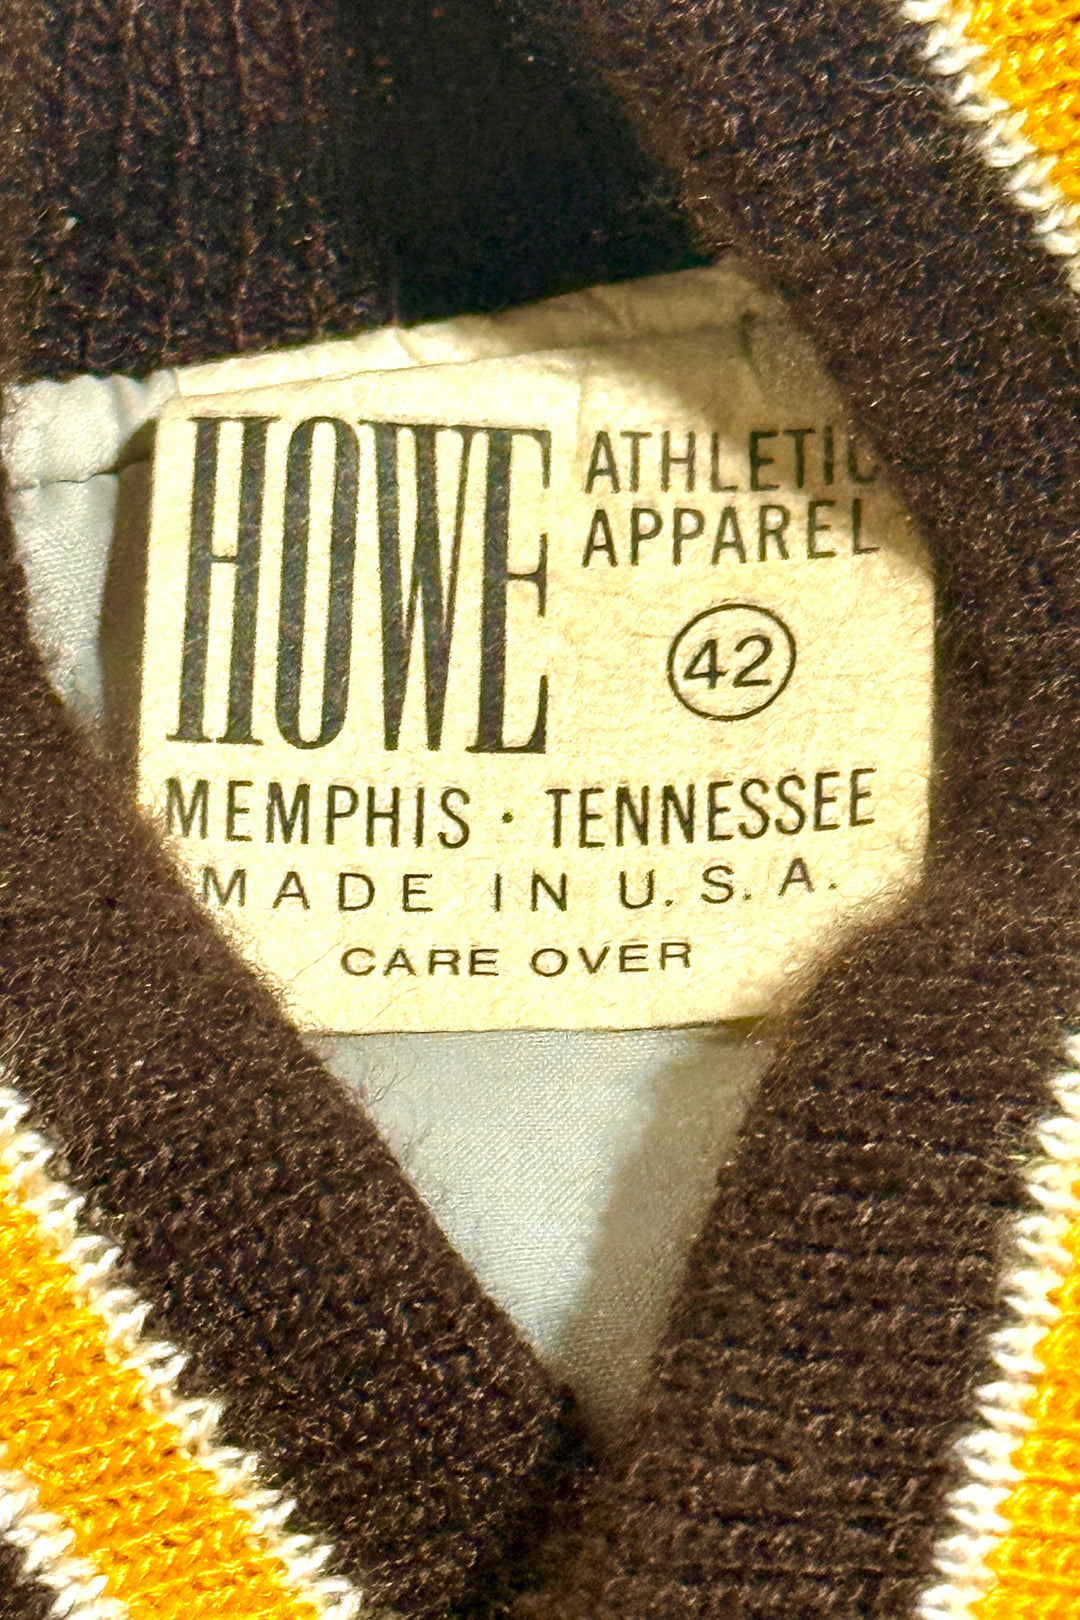 HOWE
ATHLETIC
APPAREL
42
MEMPHIS · TENNESSEE
MADE IN U.S.A.
CARE OVER